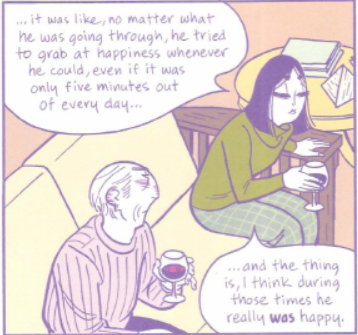 ...it was like, no matter what
he was going through, he tried
to grab at happiness whenever
he could, even if it was
only five minutes out
of every day...
...and the thing
is, I think during
those times he
really was happy.